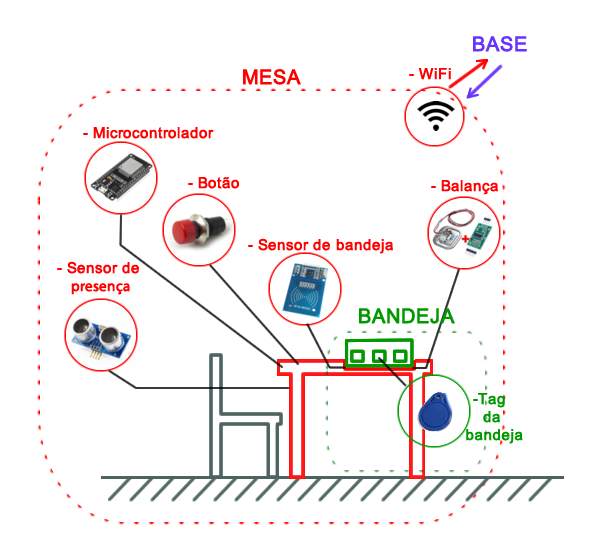 BASE
- WiFi
MESA
- Microcontrolador
- Botão
- Balança
- Sensor de bandeja
- Sensor de
presença
BANDEJA
-Tag
da
bandeja